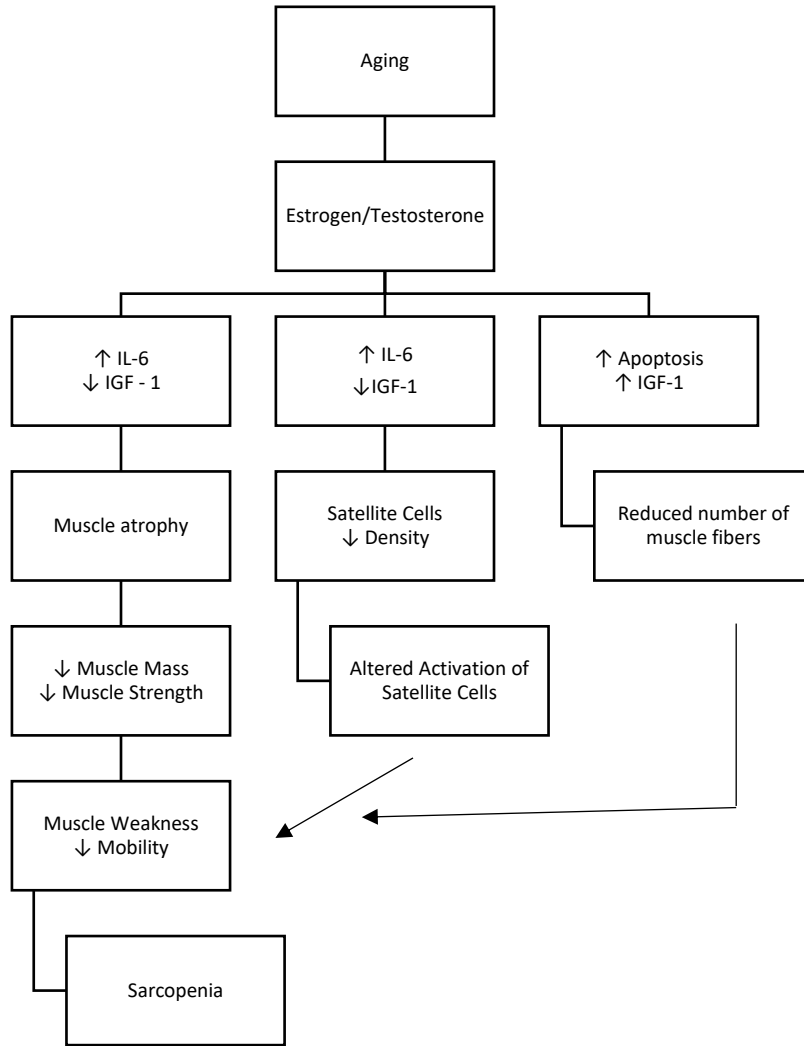 Aging
Estrogen/Testosterone
↑ IL-6
↓ IGF - 1
↑ IL-6
↓IGF-1
↑ Apoptosis
↑ IGF-1
Muscle atrophy
Satellite Cells
↓ Density
Reduced number of
muscle fibers
↓ Muscle Mass
↓ Muscle Strength
Altered Activation of
Satellite Cells
Muscle Weakness
↓ Mobility
Sarcopenia